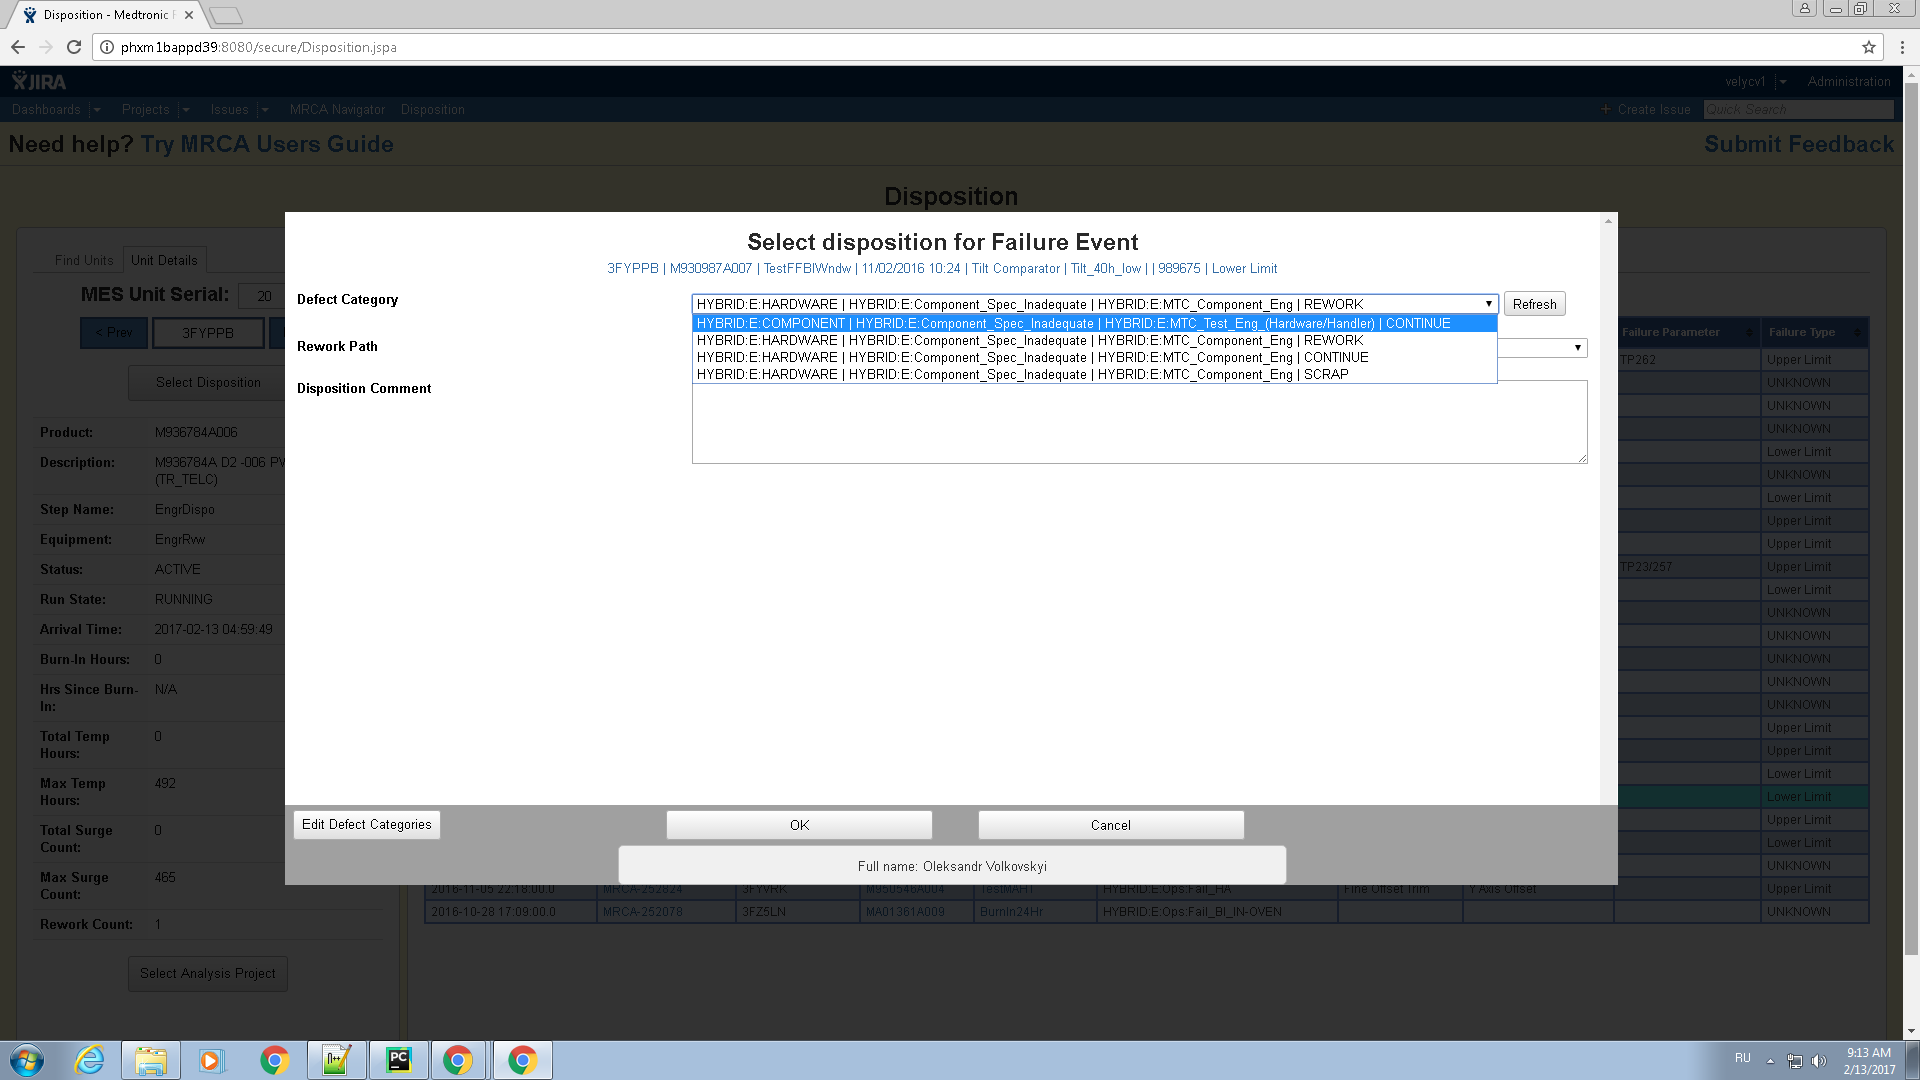 Disposition - Medtronic
phxm1bappd39:8080/secure/Disposition.jspa
JIRA
velycv1
Administration
Dashboards
Projects
Issues
MRCA Navigator
Disposition
+ Create Issue
Quick Search
Need help? Try MRCA Users Guide
Submit Feedback
Disposition
Find Units
Unit Details
MES Unit Serial: 20
< Prev
3FYPPB
Select Disposition
Product: M936784A006
Description: M936784A D2 -006 PV
(TR_TELC)
Step Name: EngrDispo
Equipment: EngrRvw
Status: ACTIVE
Run State: RUNNING
Arrival Time: 2017-02-13 04:59:49
Burn-In Hours: 0
Hrs Since Burn-
In: N/A
Total Temp
Hours: 0
Max Temp
Hours: 492
Total Surge
Count: 0
Max Surge
Count: 465
Rework Count: 1
Select Analysis Project
Select disposition for Failure Event
3FYPPB | M930987A007 | TestFFBIWndw | 11/02/2016 10:24 | Tilt Comparator | Tilt_40h_low | | 989675 | Lower Limit
Defect Category
HYBRID:E:HARDWARE | HYBRID:E:Component_Spec_Inadequate | HYBRID:E:MTC_Component_Eng | REWORK
Refresh
HYBRID:E:COMPONENT | HYBRID:E:Component_Spec_Inadequate | HYBRID:E:MTC_Test_Eng_(Hardware/Handler) | CONTINUE
HYBRID:E:HARDWARE | HYBRID:E:Component_Spec_Inadequate | HYBRID:E:MTC_Component_Eng | REWORK
HYBRID:E:HARDWARE | HYBRID:E:Component_Spec_Inadequate | HYBRID:E:MTC_Component_Eng | CONTINUE
HYBRID:E:HARDWARE | HYBRID:E:Component_Spec_Inadequate | HYBRID:E:MTC_Component_Eng | SCRAP
Rework Path
Disposition Comment
Edit Defect Categories
OK
Cancel
Full name: Oleksandr Volkovskyi
Failure Parameter Failure Type
TP262 Upper Limit
UNKNOWN
UNKNOWN
UNKNOWN
Lower Limit
UNKNOWN
Lower Limit
Upper Limit
Upper Limit
TP23/257 Upper Limit
Lower Limit
UNKNOWN
UNKNOWN
UNKNOWN
UNKNOWN
UNKNOWN
Upper Limit
Upper Limit
Lower Limit
Lower Limit
Upper Limit
Lower Limit
UNKNOWN
2016-11-05 22:18:00.0 MRCA-252824 3FYVRK M950546A004 TestMAHT HYBRID:E:Ops:Fail_HA Fine Offset Trim Y Axis Offset Upper Limit
2016-10-28 17:09:00.0 MRCA-252078 3FZ5LN MA01361A009 BurnIn24Hr HYBRID:E:Ops:Fail_BI_IN-OVEN UNKNOWN
PC
RU
9:13 AM
2/13/2017